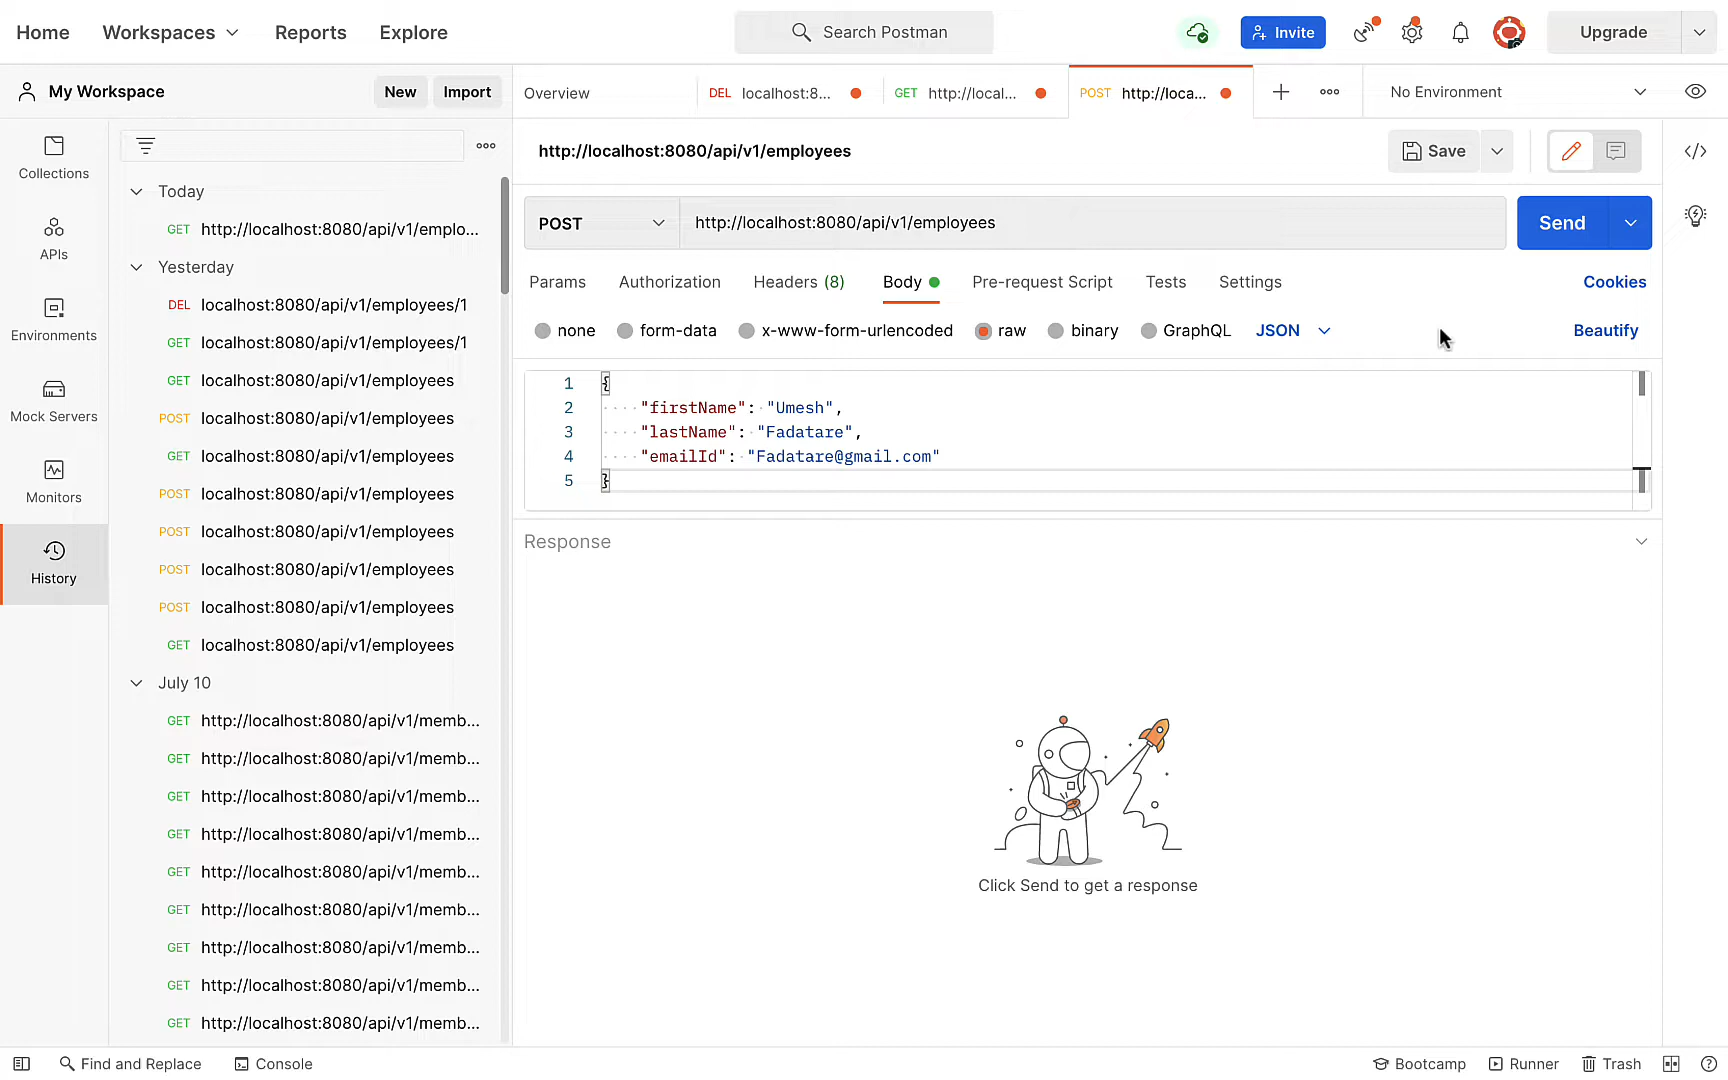 Home Workspaces Reports Explore Search Postman Invite Upgrade
My Workspace New Import Overview DEL localhost:8... GET http://local... POST http://loca... No Environment
http://localhost:8080/api/v1/employees Save
Collections
APIs
Environments
Mock Servers
Monitors
History
Today
GET http://localhost:8080/api/v1/emplo...
Yesterday
DEL localhost:8080/api/v1/employees/1
GET localhost:8080/api/v1/employees/1
GET localhost:8080/api/v1/employees
POST localhost:8080/api/v1/employees
GET localhost:8080/api/v1/employees
POST localhost:8080/api/v1/employees
POST localhost:8080/api/v1/employees
POST localhost:8080/api/v1/employees
POST localhost:8080/api/v1/employees
GET localhost:8080/api/v1/employees
July 10
GET http://localhost:8080/api/v1/memb...
GET http://localhost:8080/api/v1/memb...
GET http://localhost:8080/api/v1/memb...
GET http://localhost:8080/api/v1/memb...
GET http://localhost:8080/api/v1/memb...
GET http://localhost:8080/api/v1/memb...
GET http://localhost:8080/api/v1/memb...
GET http://localhost:8080/api/v1/memb...
GET http://localhost:8080/api/v1/memb...
POST http://localhost:8080/api/v1/employees Send
Params Authorization Headers (8) Body Pre-request Script Tests Settings Cookies
none form-data x-www-form-urlencoded raw binary GraphQL JSON Beautify
1 {
2 "firstName": "Umesh",
3 "lastName": "Fadatare",
4 "emailId": "Fadatare@gmail.com"
5 }
Response
Click Send to get a response
Find and Replace Console Bootcamp Runner Trash